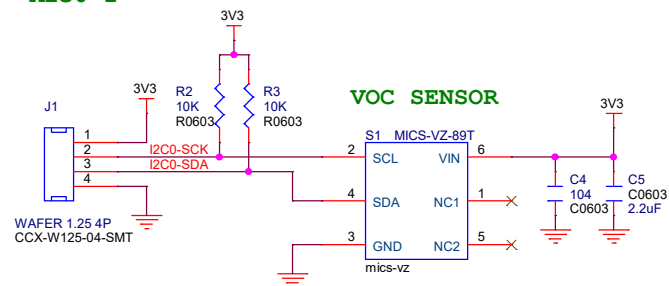 3V3
3V3
J1
1
2
3
4
I2C0-SCK
I2C0-SDA
WAFER 1.25 4P
CCX-W125-04-SMT
R2
10K
R0603
R3
10K
R0603
VOC SENSOR
S1 MICS-VZ-89T
2 SCL VIN 6
4 SDA NC1 1
3 GND NC2 5
mics-vz
3V3
C4
104
C0603
C5
C0603
2.2uF